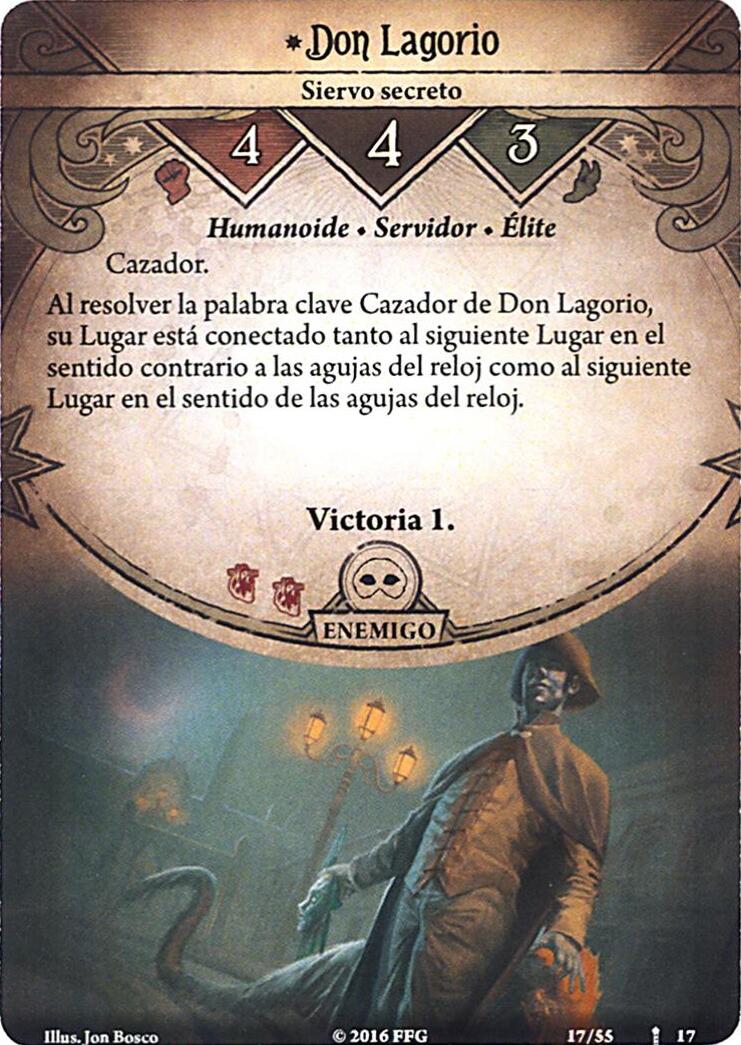 Don Lagorio
Siervo secreto
4 4 3
Humanoide • Servidor • Élite
Cazador.
Al resolver la palabra clave Cazador de Don Lagorio,
su Lugar está conectado tanto al siguiente Lugar en el
sentido contrario a las agujas del reloj como al siguiente
Lugar en el sentido de las agujas del reloj.
Victoria 1.
ENEMIGO
Illus. Jon Bosco
© 2016 FFG
17/55
17